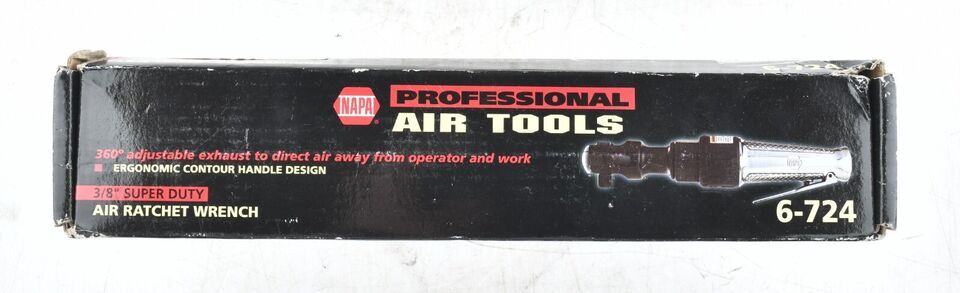 NAPA
®
PROFESSIONAL
AIR TOOLS
360° adjustable exhaust to direct air away from operator and work
■ ERGONOMIC CONTOUR HANDLE DESIGN
3/8" SUPER DUTY
AIR RATCHET WRENCH
6-724